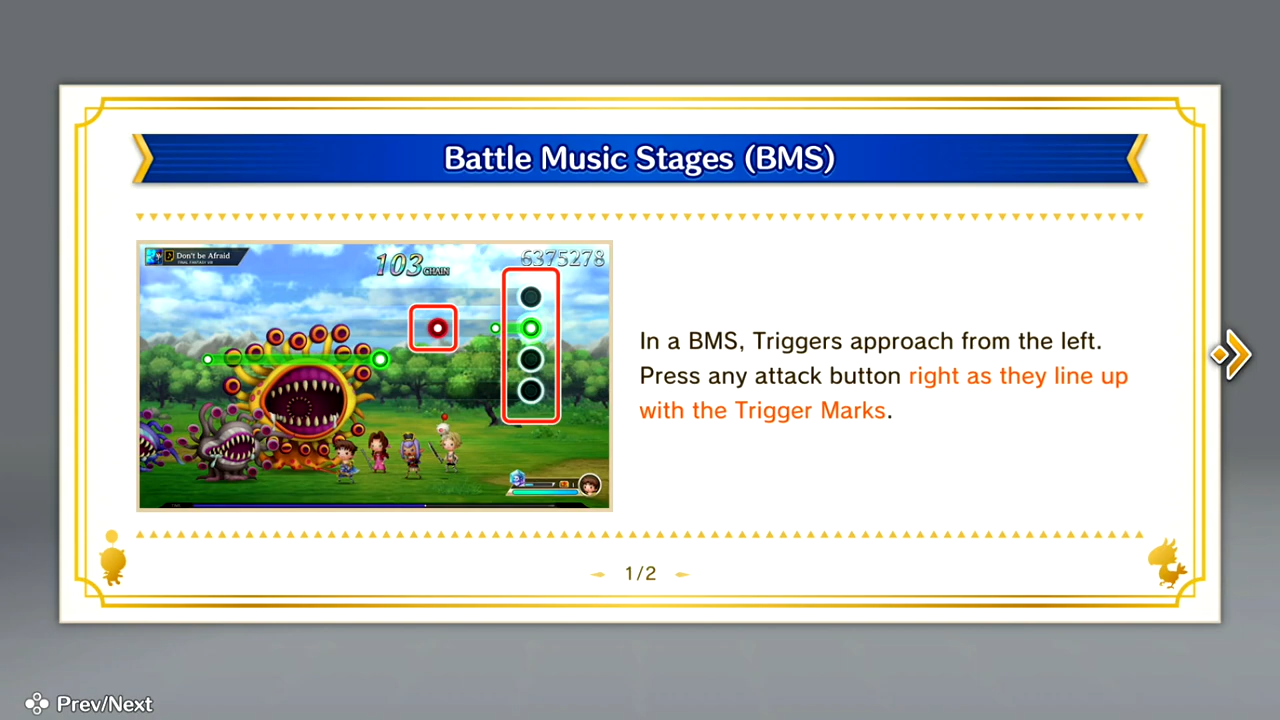 Battle Music Stages (BMS)
Don't be Afraid
FINAL FANTASY VIII
103 CHAIN
6375278
In a BMS, Triggers approach from the left.
Press any attack button right as they line up
with the Trigger Marks.
1/2
Prev/Next